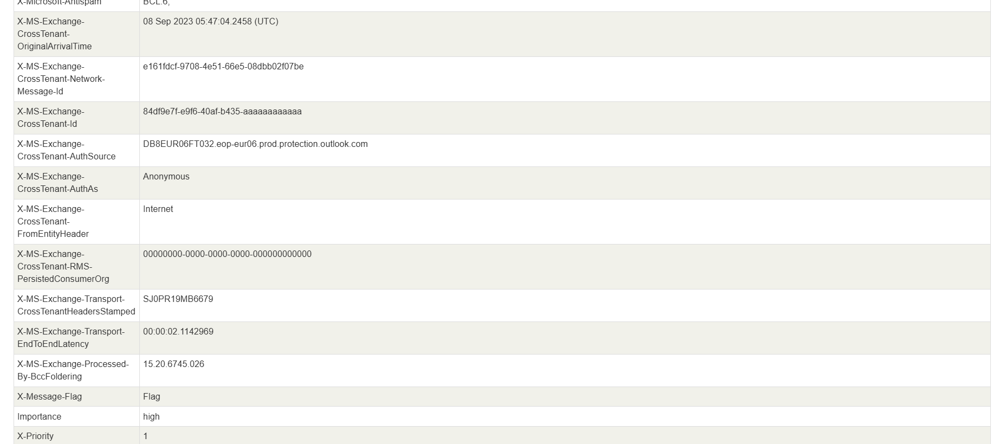 X-Microsoft-Antispam BCL:6;
X-MS-Exchange- 08 Sep 2023 05:47:04.2458 (UTC)
CrossTenant-
OriginalArrivalTime
X-MS-Exchange- e161fdcf-9708-4e51-66e5-08dbb02f07be
CrossTenant-Network-
Message-Id
X-MS-Exchange- 84df9e7f-e9f6-40af-b435-aaaaaaaaaaaa
CrossTenant-Id
X-MS-Exchange- DB8EUR06FT032.eop-eur06.prod.protection.outlook.com
CrossTenant-AuthSource
X-MS-Exchange- Anonymous
CrossTenant-AuthAs
X-MS-Exchange- Internet
CrossTenant-
FromEntityHeader
X-MS-Exchange- 00000000-0000-0000-0000-000000000000
CrossTenant-RMS-
PersistedConsumerOrg
X-MS-Exchange-Transport- SJ0PR19MB6679
CrossTenantHeadersStamped
X-MS-Exchange-Transport- 00:00:02.1142969
EndToEndLatency
X-MS-Exchange-Processed- 15.20.6745.026
By-BccFoldering
X-Message-Flag Flag
Importance high
X-Priority 1